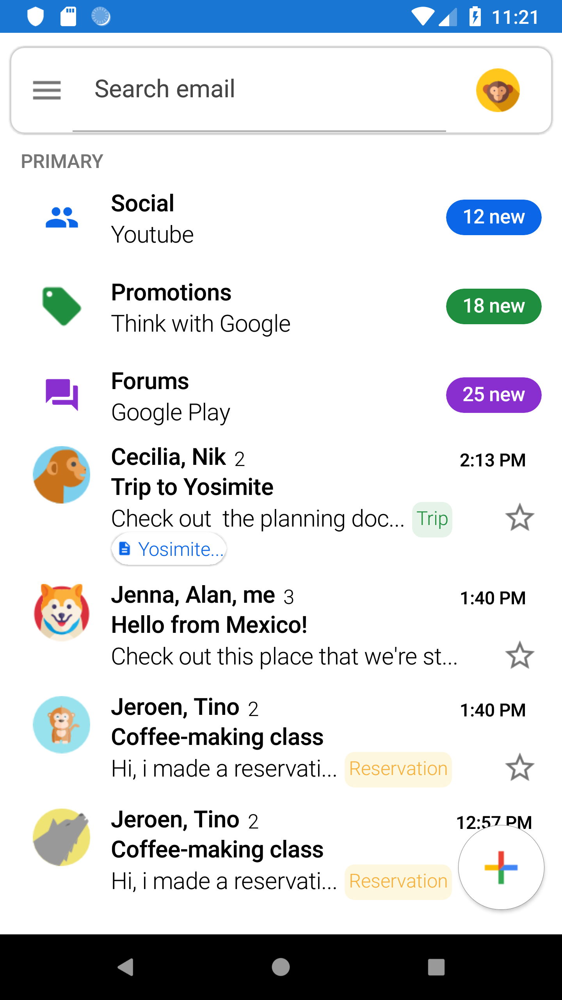 11:21
Search email
PRIMARY
Social
Youtube
12 new
Promotions
Think with Google
18 new
Forums
Google Play
25 new
Cecilia, Nik 2
2:13 PM
Trip to Yosimite
Check out  the planning doc... Trip
Yosimite...
Jenna, Alan, me 3
1:40 PM
Hello from Mexico!
Check out this place that we're st...
Jeroen, Tino 2
1:40 PM
Coffee-making class
Hi, i made a reservati... Reservation
Jeroen, Tino 2
12:57 PM
Coffee-making class
Hi, i made a reservati... Reservation